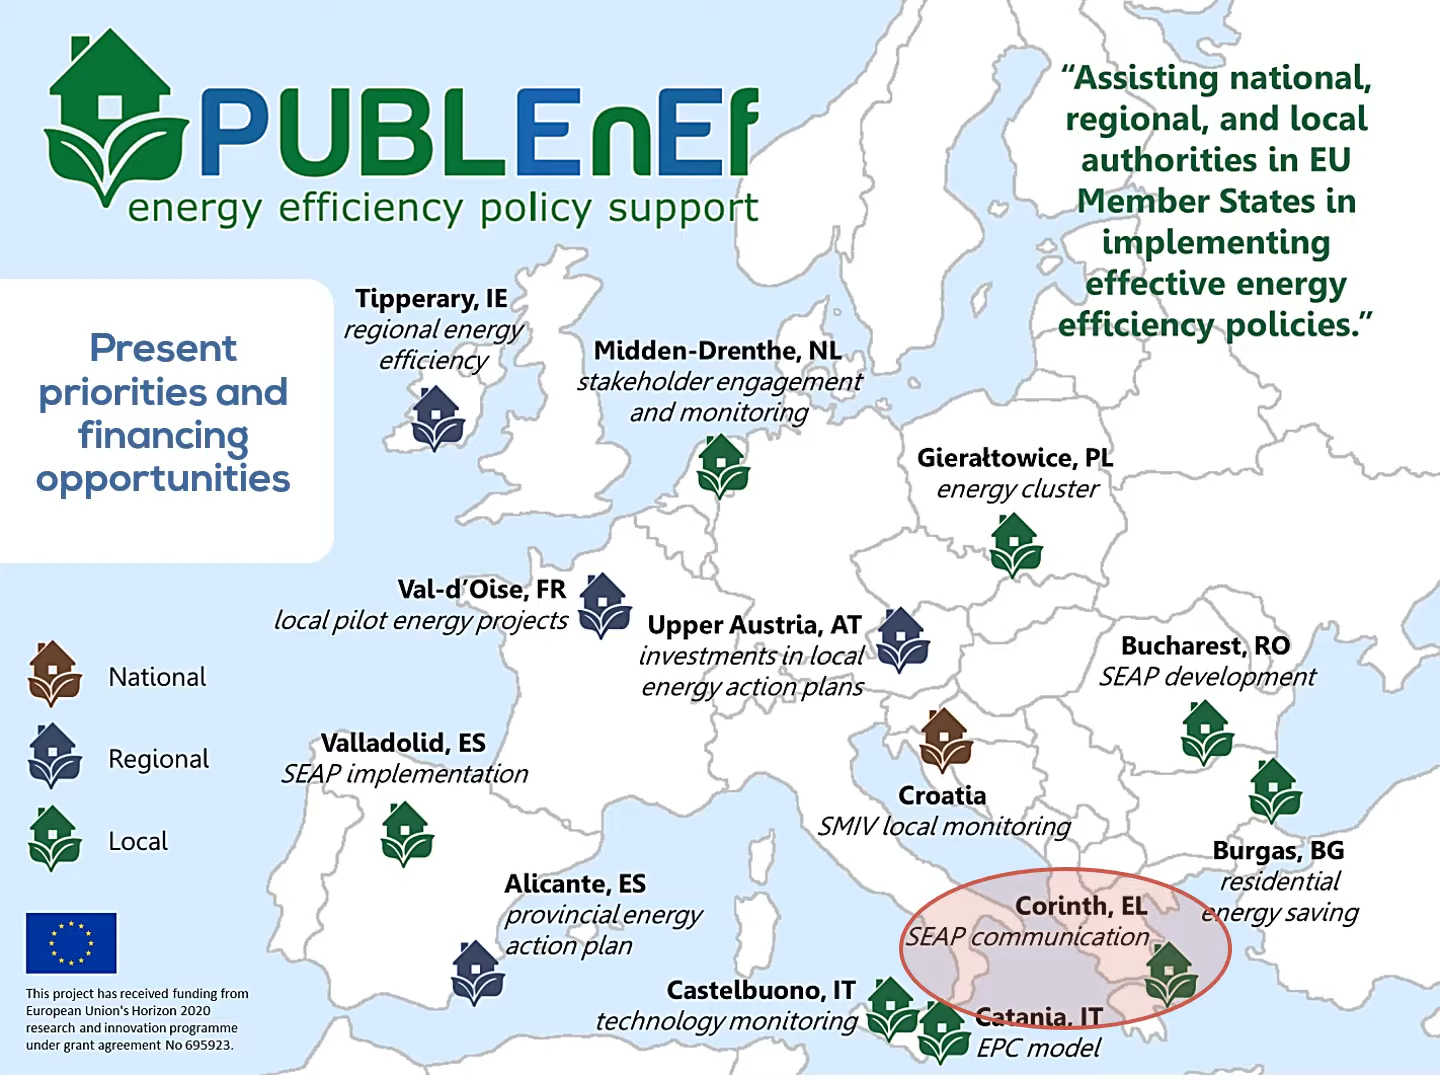 PUBLEnEf
energy efficiency policy support
“Assisting national,
regional, and local
authorities in EU
Member States in
implementing
effective energy
efficiency policies.”
Present
priorities and
financing
opportunities
Tipperary, IE
regional energy
efficiency
Midden-Drenthe, NL
stakeholder engagement
and monitoring
Gierałtowice, PL
energy cluster
Val-d’Oise, FR
local pilot energy projects
Upper Austria, AT
investments in local
energy action plans
Bucharest, RO
SEAP development
National
Regional
Local
Valladolid, ES
SEAP implementation
Croatia
SMIV local monitoring
Burgas, BG
residential
energy saving
Alicante, ES
provincial energy
action plan
Corinth, EL
SEAP communication
Castelbuono, IT
technology monitoring
Catania, IT
EPC model
This project has received funding from
European Union's Horizon 2020
research and innovation programme
under grant agreement No 695923.